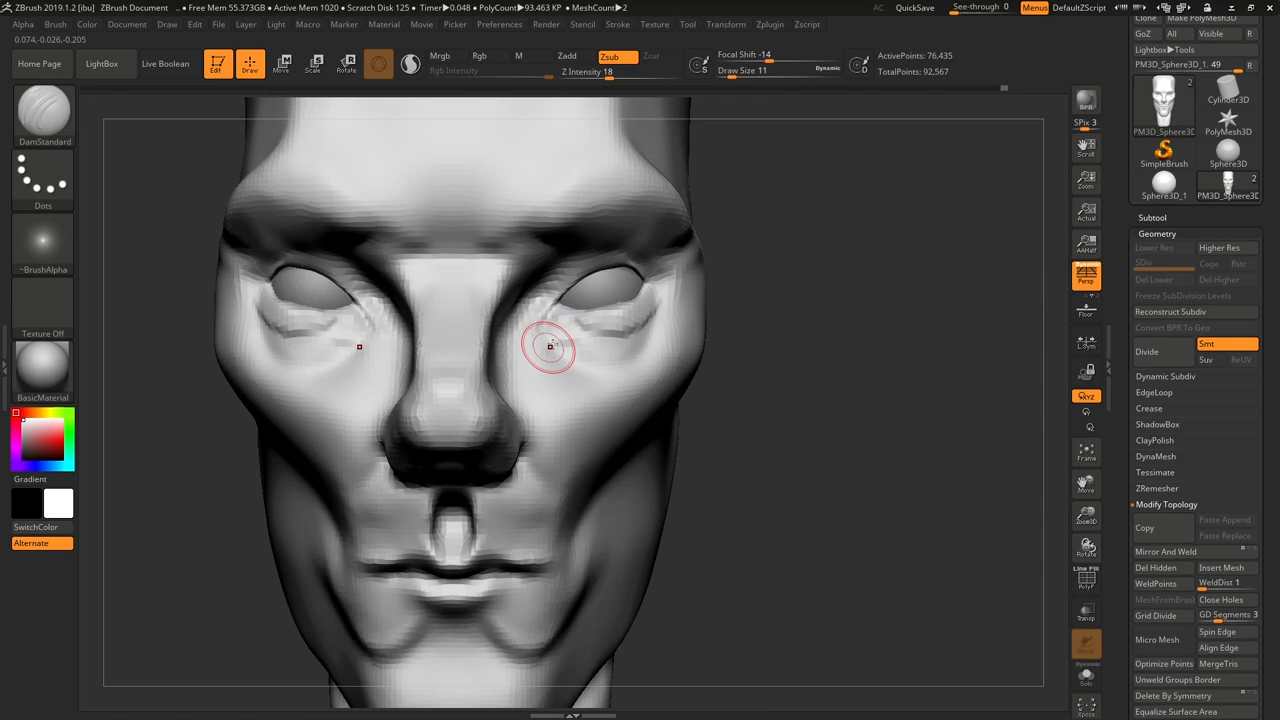 ZBrush 2019.1.2 [ibu] ZBrush Document .. • Free Mem 55.373GB • Active Mem 1020 • Scratch Disk 125 • Timer▶0.048 • PolyCount▶93.463 KP • MeshCount▶2 AC QuickSave See-through 0 Menus DefaultZScript
Alpha Brush Color Document Draw Edit File Layer Light Macro Marker Material Movie Picker Preferences Render Stencil Stroke Texture Tool Transform Zplugin Zscript
0.074,-0.026,-0.205
Home Page LightBox Live Boolean Edit Draw Move Scale Rotate
Mrgb Rgb M Zadd Zsub
Rgb Intensity Z Intensity 18
Focal Shift -14
Draw Size 11 Dynamic
S D
ActivePoints: 76,435
TotalPoints: 92,567
DamStandard
Dots
~BrushAlpha
Texture Off
BasicMaterial
Gradient
SwitchColor
Alternate
BPR
SPix 3
Scroll
Zoom
Actual
AAHalf
Dynamic
Persp
Floor
L.Sym
XYZ
Frame
Move
Zoom3D
Rotate
Line Fill
PolyF
Transp
Ghost
Dynamic
Solo
Xpose
Clone Make PolyMesh3D
GoZ All Visible R
Lightbox▶Tools
PM3D_Sphere3D_1. 49 R
2
PM3D_Sphere3D
Cylinder3D
PolyMesh3D
SimpleBrush
Sphere3D
Sphere3D_1
2
PM3D_Sphere3D
Subtool
Geometry
Lower Res Higher Res
SDiv Cage Rstr
Del Lower Del Higher
Freeze SubDivision Levels
Reconstruct Subdiv
Convert BPR To Geo
Divide Smt
Suv ReUV
Dynamic Subdiv
EdgeLoop
Crease
ShadowBox
ClayPolish
DynaMesh
Tessimate
ZRemesher
Modify Topology
Copy Paste Append
Paste Replace
Mirror And Weld
Del Hidden Insert Mesh
WeldPoints WeldDist 1
MeshFromBrush Close Holes
Grid Divide GD Segments 3
Micro Mesh Spin Edge
Align Edge
Optimize Points MergeTris
Unweld Groups Border
Delete By Symmetry
Equalize Surface Area